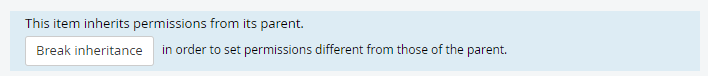 This item inherits permissions from its parent.
Break inheritance in order to set permissions different from those of the parent.